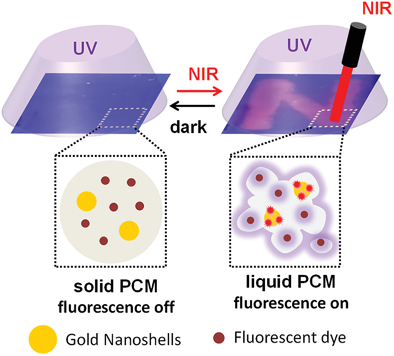 NIR
UV
UV
NIR
dark
solid PCM
fluorescence off
liquid PCM
fluorescence on
Gold Nanoshells
Fluorescent dye